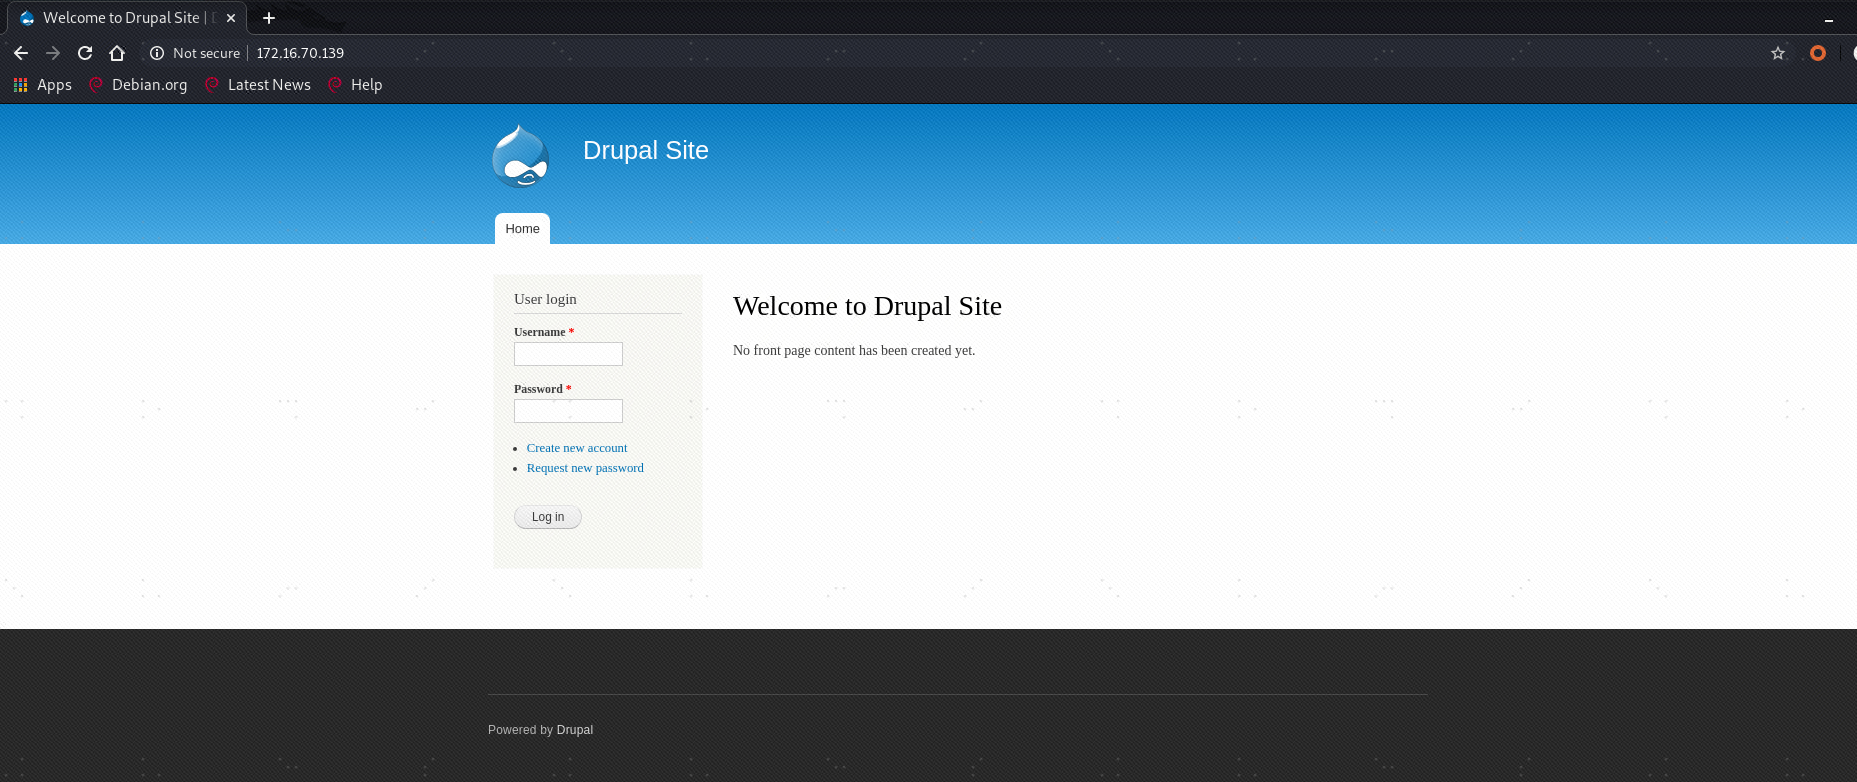 Welcome to Drupal Site |
Not secure 172.16.70.139
Apps Debian.org Latest News Help
Drupal Site
Home
User login
Username *
Password *
Create new account
Request new password
Log in
Welcome to Drupal Site
No front page content has been created yet.
Powered by Drupal